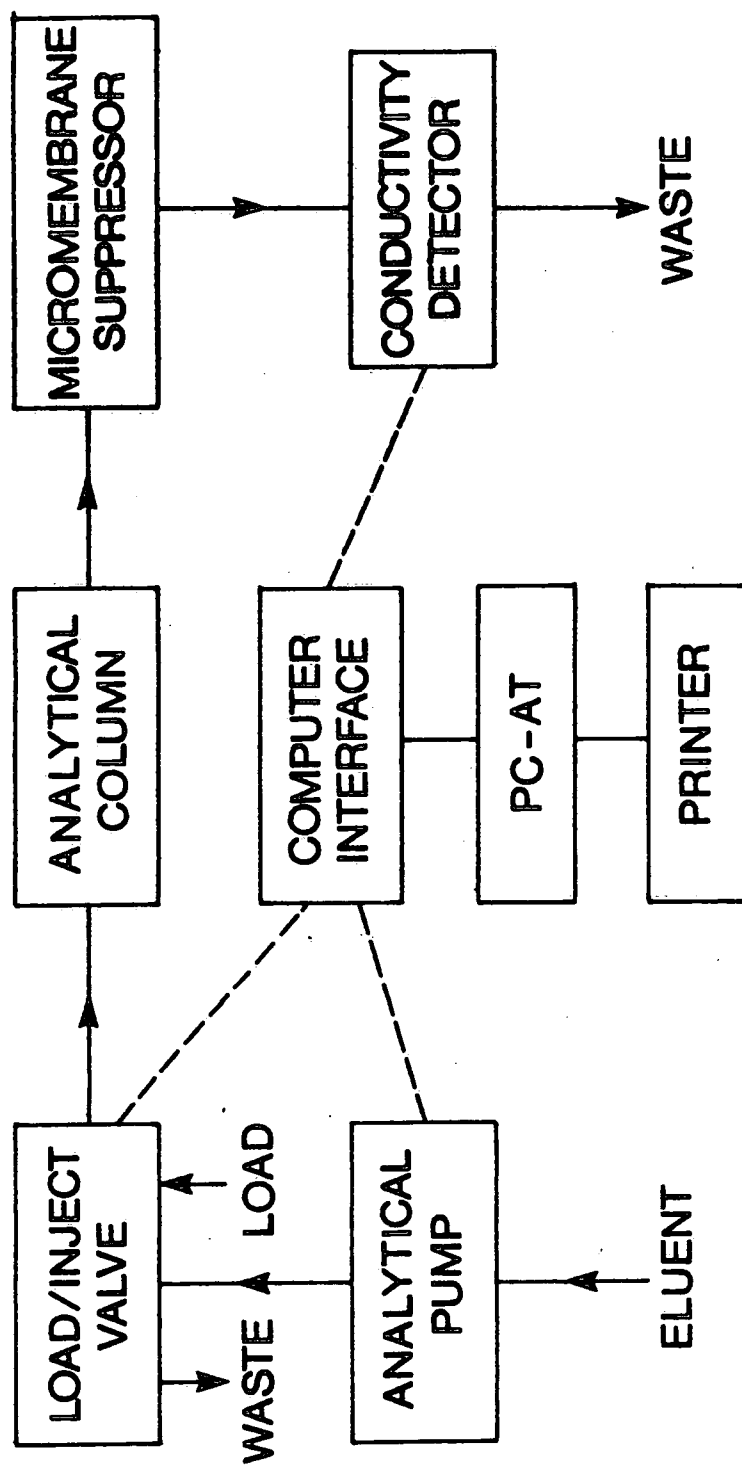 LOAD/INJECT
VALVE
ANALYTICAL
COLUMN
MICROMEMBRANE
SUPPRESSOR
WASTE
LOAD
ANALYTICAL
PUMP
COMPUTER
INTERFACE
CONDUCTIVITY
DETECTOR
PC-AT
ELUENT
PRINTER
WASTE